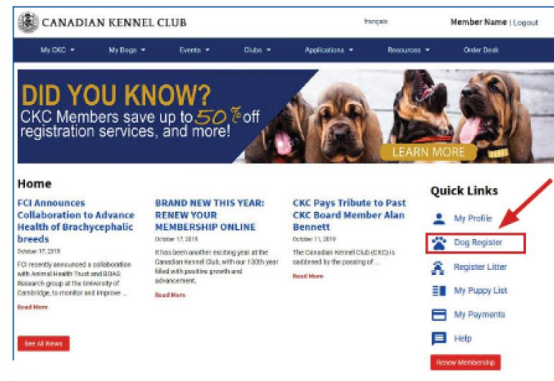 CANADIAN KENNEL CLUB
français
Member Name | Logout
My CKC
My Dogs
Events
Clubs
Applications
Resources
Order Desk
DID YOU KNOW?
CKC Members save up to 50% off
registration services, and more!
LEARN MORE
Home
FCI Announces
Collaboration to Advance
Health of Brachycephalic
breeds
October 17, 2019
FCI recently announced a collaboration
with Animal Health Trust and BOAS
Research group at the University of
Cambridge, to monitor and improve ...
Read More
BRAND NEW THIS YEAR:
RENEW YOUR
MEMBERSHIP ONLINE
October 17, 2019
It has been another exciting year at the
Canadian Kennel Club, with our 130th year
filled with positive growth and
advancement.
Read More
CKC Pays Tribute to Past
CKC Board Member Alan
Bennett
October 11, 2019
The Canadian Kennel Club (CKC) is
saddened by the passing of ...
Read More
See All News
Quick Links
My Profile
Dog Register
Register Litter
My Puppy List
My Payments
Help
Renew Membership